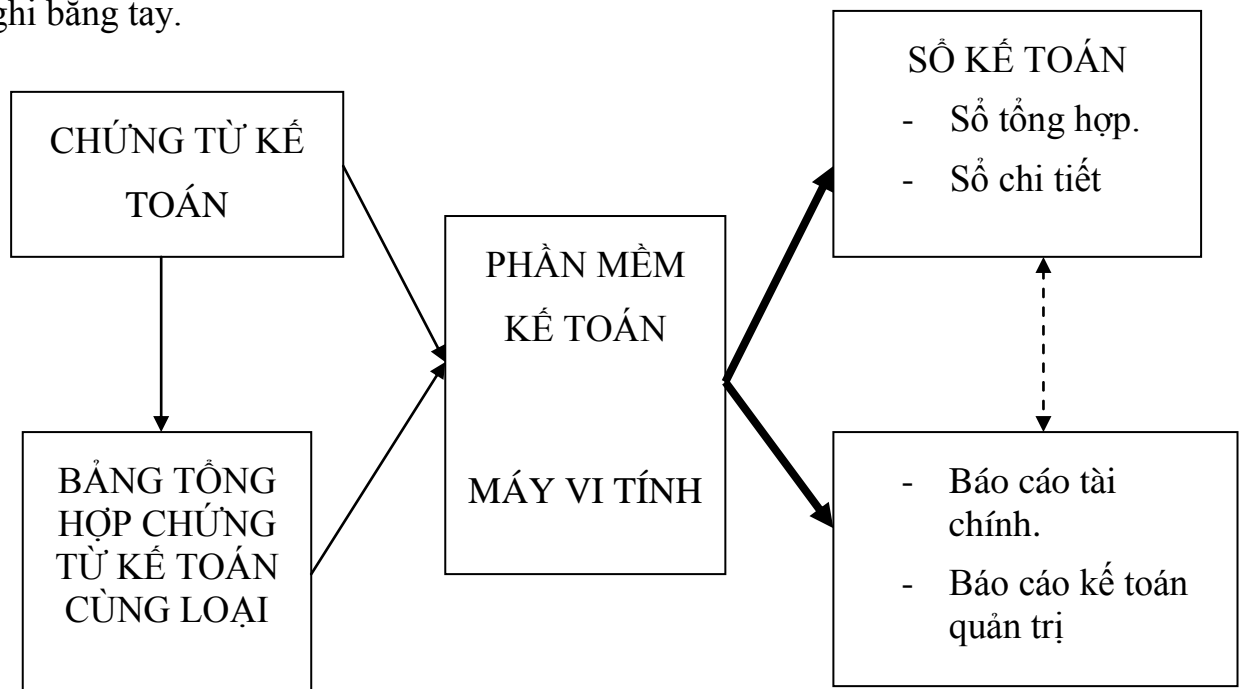 ghi bằng tay.
CHỨNG TỪ KẾ
TOÁN
BẢNG TỔNG
HỢP CHỨNG
TỪ KẾ TOÁN
CÙNG LOẠI
PHẦN MỀM
KẾ TOÁN
MÁY VI TÍNH
SỔ KẾ TOÁN
- Sổ tổng hợp.
- Sổ chi tiết
- Báo cáo tài
chính.
- Báo cáo kế toán
quản trị